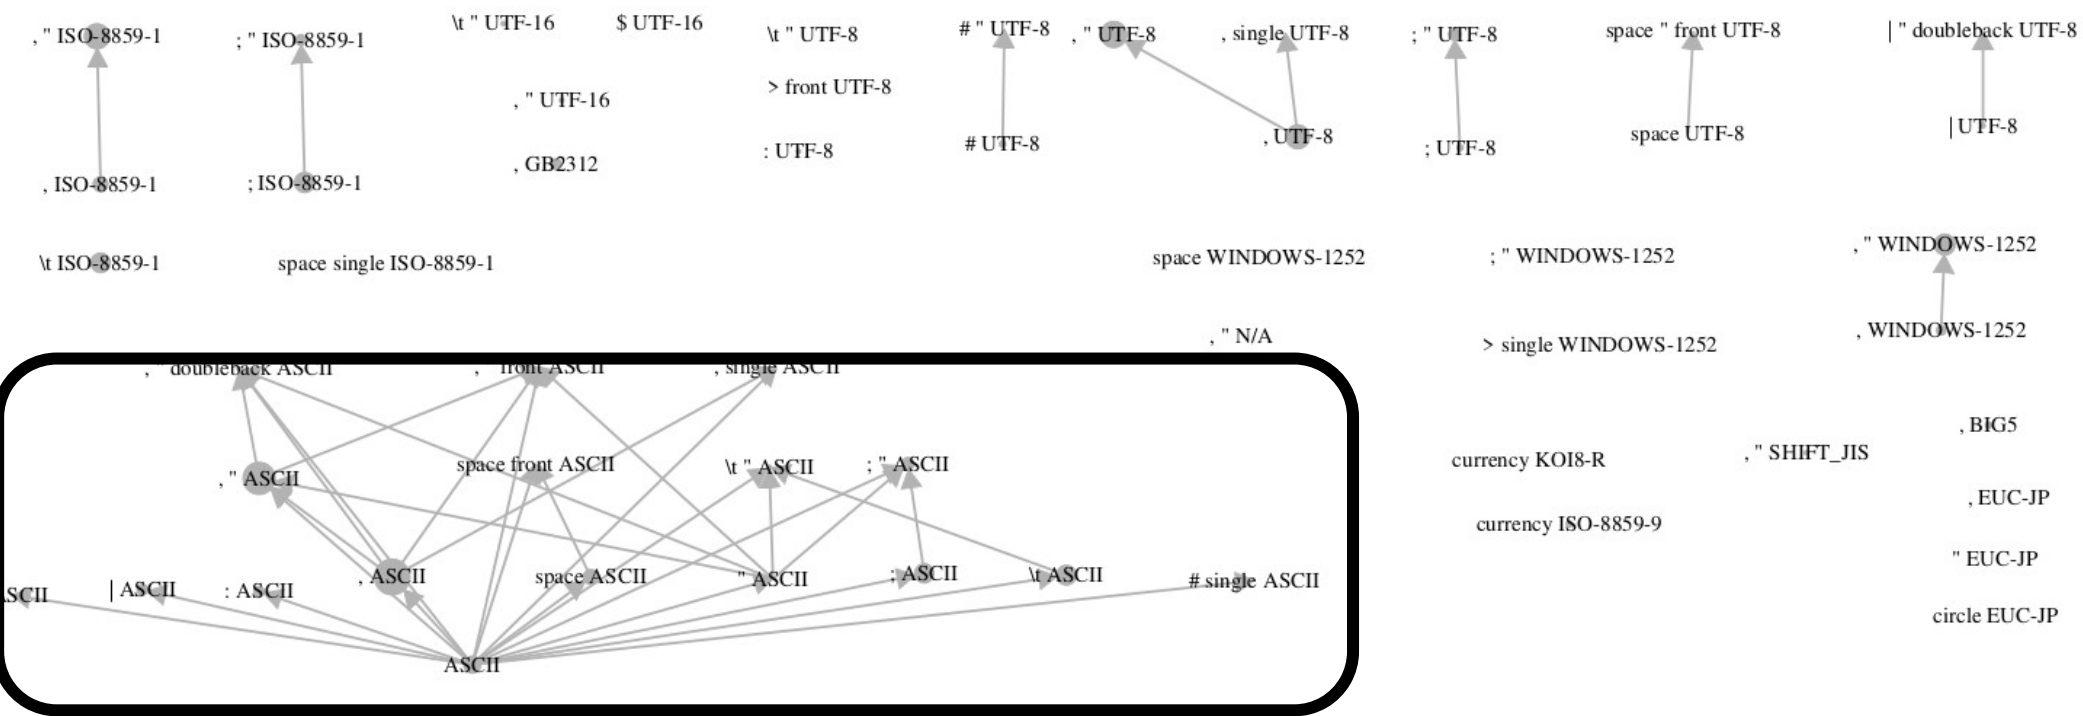 , " ISO-8859-1
; " ISO-8859-1
\t " UTF-16
$ UTF-16
\t " UTF-8
# " UTF-8
, " UTF-8
, single UTF-8
; " UTF-8
space " front UTF-8
| " doubleback UTF-8
> front UTF-8
, " UTF-16
: UTF-8
# UTF-8
, UTF-8
; UTF-8
space UTF-8
| UTF-8
, GB2312
, ISO-8859-1
; ISO-8859-1
\t ISO-8859-1
space single ISO-8859-1
space WINDOWS-1252
; " WINDOWS-1252
, " WINDOWS-1252
, " N/A
> single WINDOWS-1252
, WINDOWS-1252
, " doubleback ASCII
, " front ASCII
, single ASCII
, " ASCII
space front ASCII
\t " ASCII
; " ASCII
currency KOI8-R
, " SHIFT_JIS
, BIG5
, EUC-JP
currency ISO-8859-9
" EUC-JP
circle EUC-JP
ASCII
| ASCII
: ASCII
, ASCII
space ASCII
" ASCII
; ASCII
\t ASCII
# single ASCII
ASCII